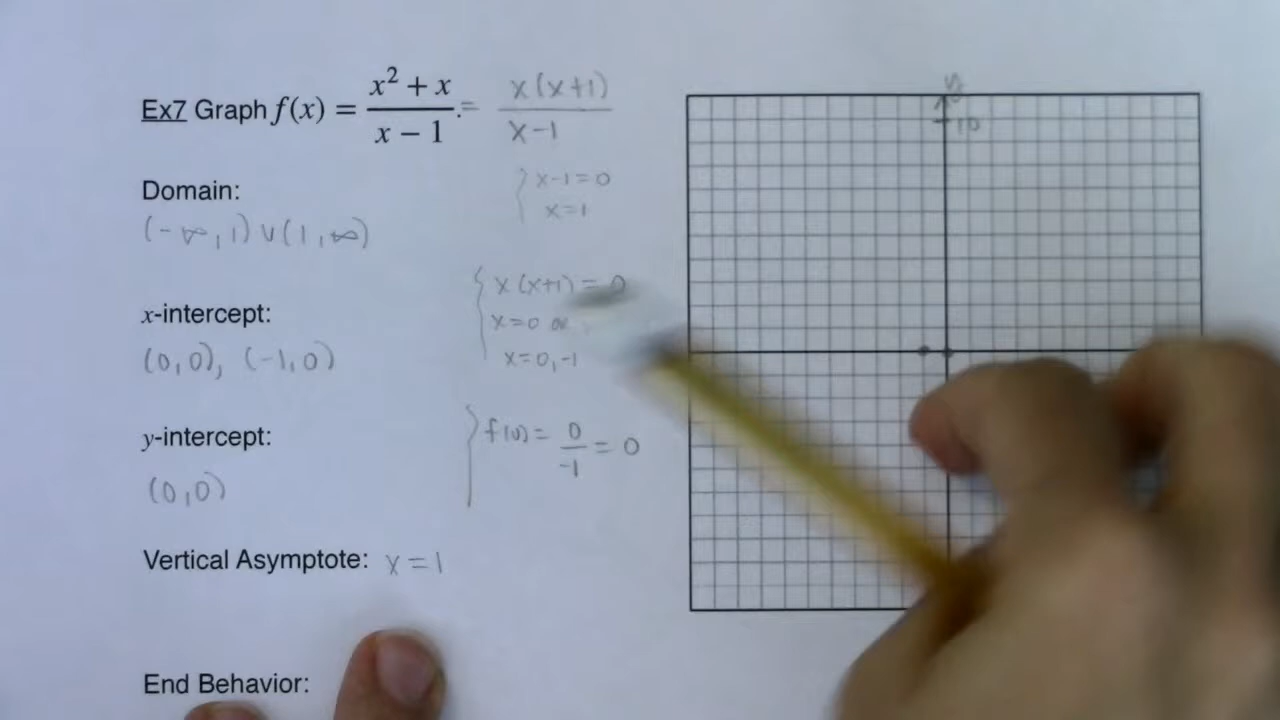 Ex7 Graph f(x) = x² + x / x − 1 = x(x+1) / x-1
Domain:
(-∞,1)∪(1,∞)
{ x-1=0
x=1
x-intercept:
(0,0), (-1,0)
{ x(x+1)=0
x=0 or
x=0,-1
y-intercept:
(0,0)
} f(0) = 0 / -1 = 0
Vertical Asymptote: x=1
End Behavior:
10